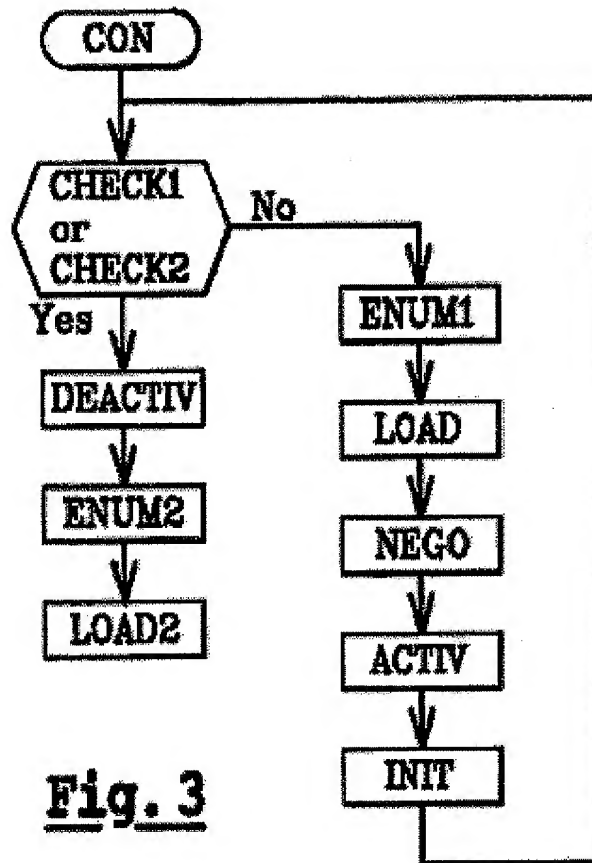 CON
CHECK1
or
CHECK2
No
Yes
ENUM1
DEACTIV
LOAD
ENUM2
NEGO
LOAD2
ACTIV
INIT
Fig. 3